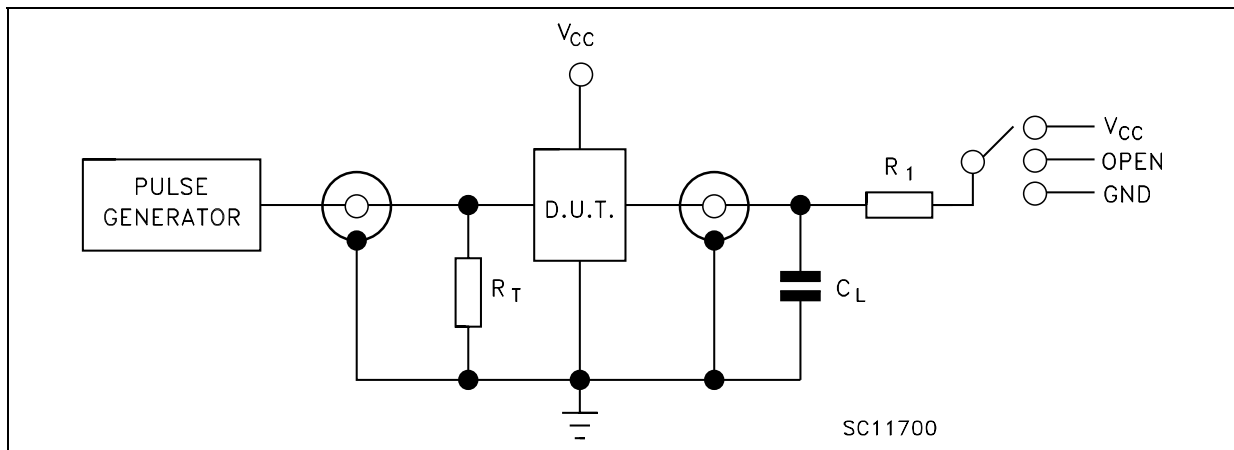 VCC
PULSE
GENERATOR
RT
D.U.T.
CL
R1
VCC
OPEN
GND
SC11700